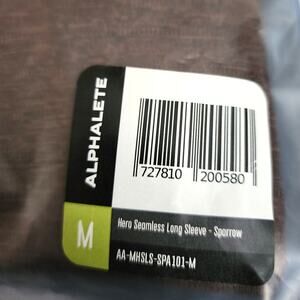 ALPHALETE
727810 200580
M
Hero Seamless Long Sleeve - Sparrow
AA-MHSLS-SPA101-M